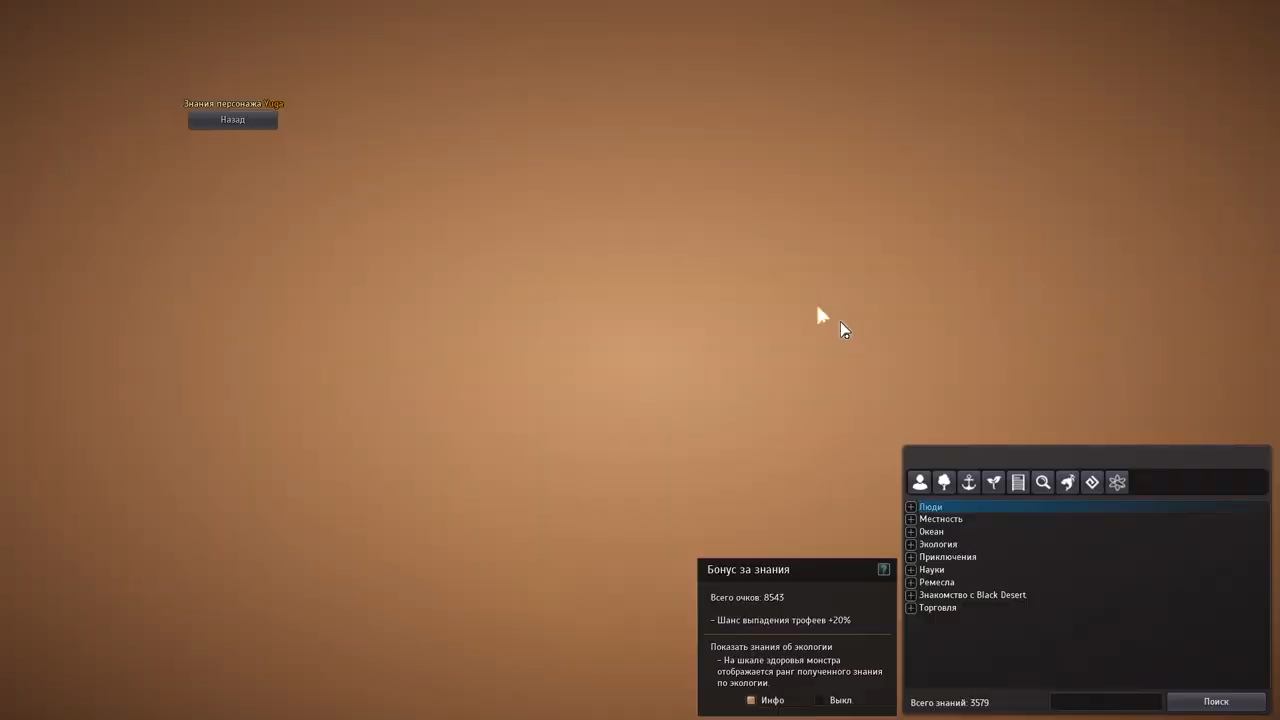 Знания персонажа Yuga
Назад
Люди
Местность
Океан
Экология
Приключения
Науки
Ремесла
Знакомство с Black Desert
Торговля
Всего знаний: 3579
Поиск
Бонус за знания
?
Всего очков: 8543
– Шанс выпадения трофеев +20%
Показать знания об экологии
– На шкале здоровья монстра
отображается ранг полученного знания
по экологии
Инфо
Выкл